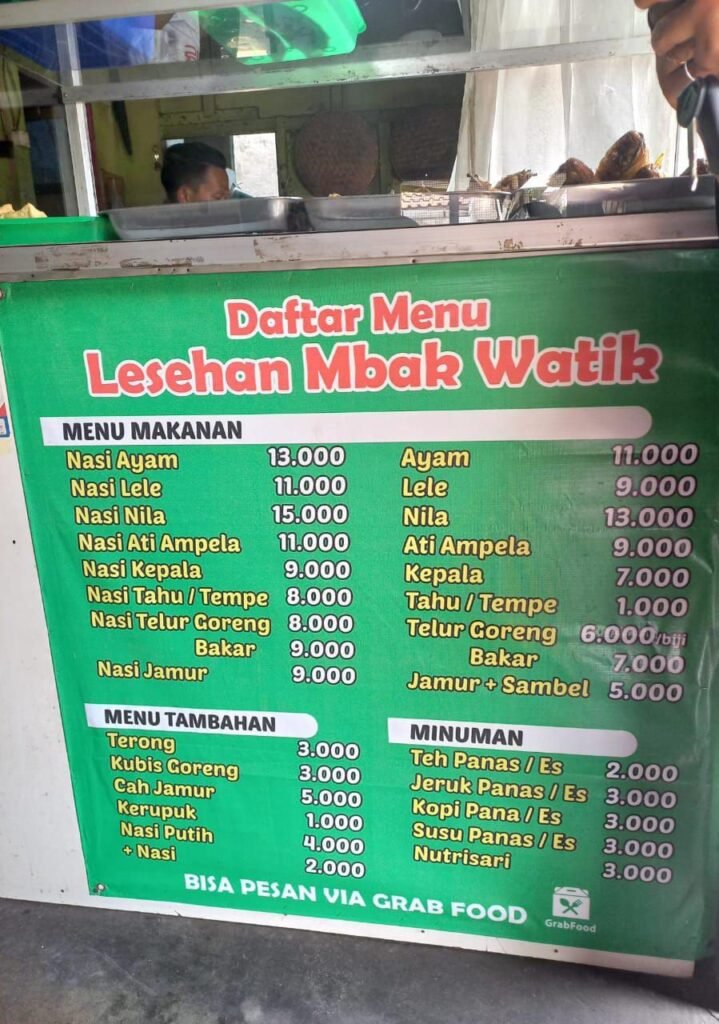 Daftar Menu
Lesehan Mbak Watik
MENU MAKANAN
Nasi Ayam 13.000
Nasi Lele 11.000
Nasi Nila 15.000
Nasi Ati Ampela 11.000
Nasi Kepala 9.000
Nasi Tahu / Tempe 8.000
Nasi Telur Goreng 8.000
Bakar 9.000
Nasi Jamur 9.000
Ayam 11.000
Lele 9.000
Nila 13.000
Ati Ampela 9.000
Kepala 7.000
Tahu / Tempe 1.000
Telur Goreng 6.000/biji
Bakar 7.000
Jamur + Sambel 5.000
MENU TAMBAHAN
Terong 3.000
Kubis Goreng 3.000
Cah Jamur 5.000
Kerupuk 1.000
Nasi Putih 4.000
+ Nasi 2.000
MINUMAN
Teh Panas / Es 2.000
Jeruk Panas / Es 3.000
Kopi Pana / Es 3.000
Susu Panas / Es 3.000
Nutrisari 3.000
BISA PESAN VIA GRAB FOOD
GrabFood